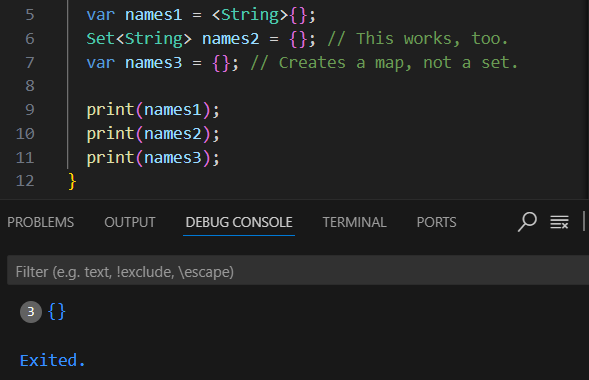 5 var names1 = <String>{};
6 Set<String> names2 = {}; // This works, too.
7 var names3 = {}; // Creates a map, not a set.
8
9 print(names1);
10 print(names2);
11 print(names3);
12 }
PROBLEMS OUTPUT DEBUG CONSOLE TERMINAL PORTS
Filter (e.g. text, !exclude, \escape)
3 {}
Exited.